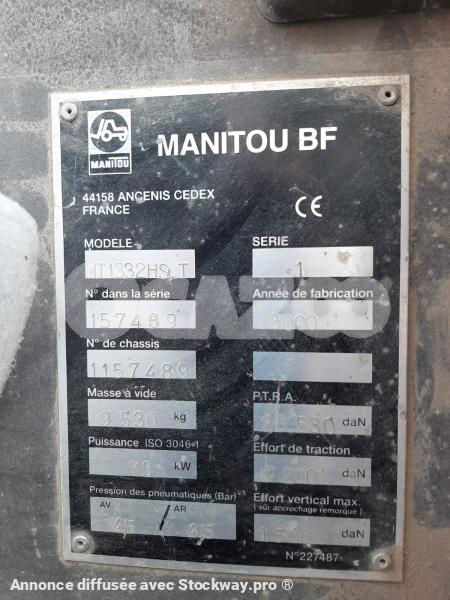 MANITOU
MANITOU BF
44158 ANCENIS CEDEX
FRANCE
CE
MODELE
MT1332HSLT
SERIE
1
N° dans la série
157489
Année de fabrication
2000
N° de chassis
1157489
Masse à vide
9 530 kg
P.T.R.A.
daN
Puissance ISO 3046-1
kW
Effort de traction
daN
Pression des pneumatiques (Bar)
AV
AR
45 / 45
Effort vertical max.
(sur accrochage remorque)
daN
N°227487
OCAZOO
Annonce diffusée avec Stockway.pro ®